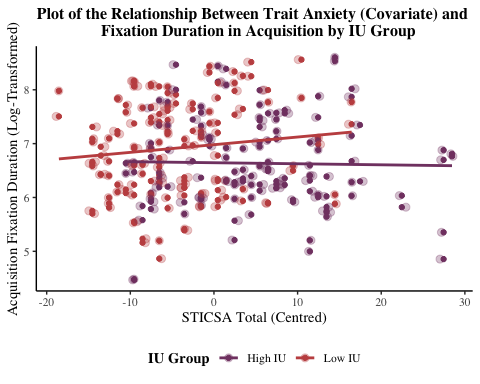 Plot of the Relationship Between Trait Anxiety (Covariate) and
Fixation Duration in Acquisition by IU Group
Acquisition Fixation Dration (Log-Transformed)
8
7
6
5
-20
-10
0
10
20
30
STICSA Total (Centred)
IU Group
High IU
Low IU